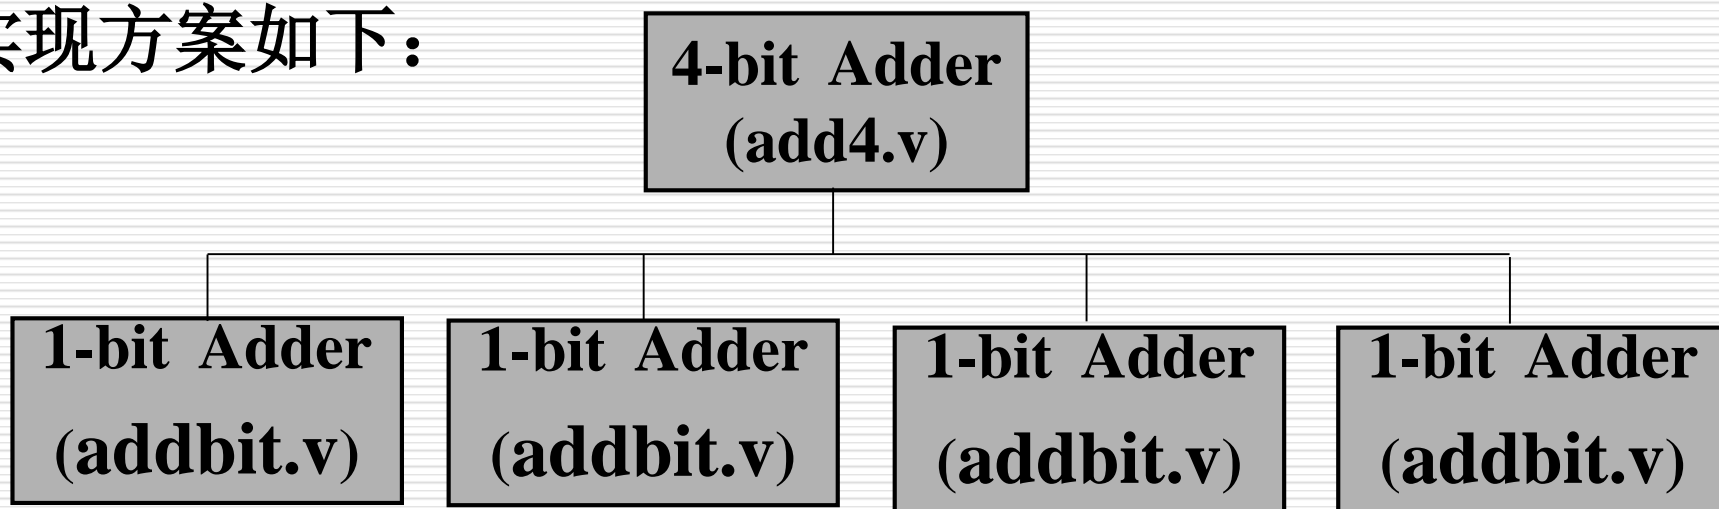 现方案如下：
4-bit Adder
(add4.v)
1-bit Adder
(addbit.v)
1-bit Adder
(addbit.v)
1-bit Adder
(addbit.v)
1-bit Adder
(addbit.v)